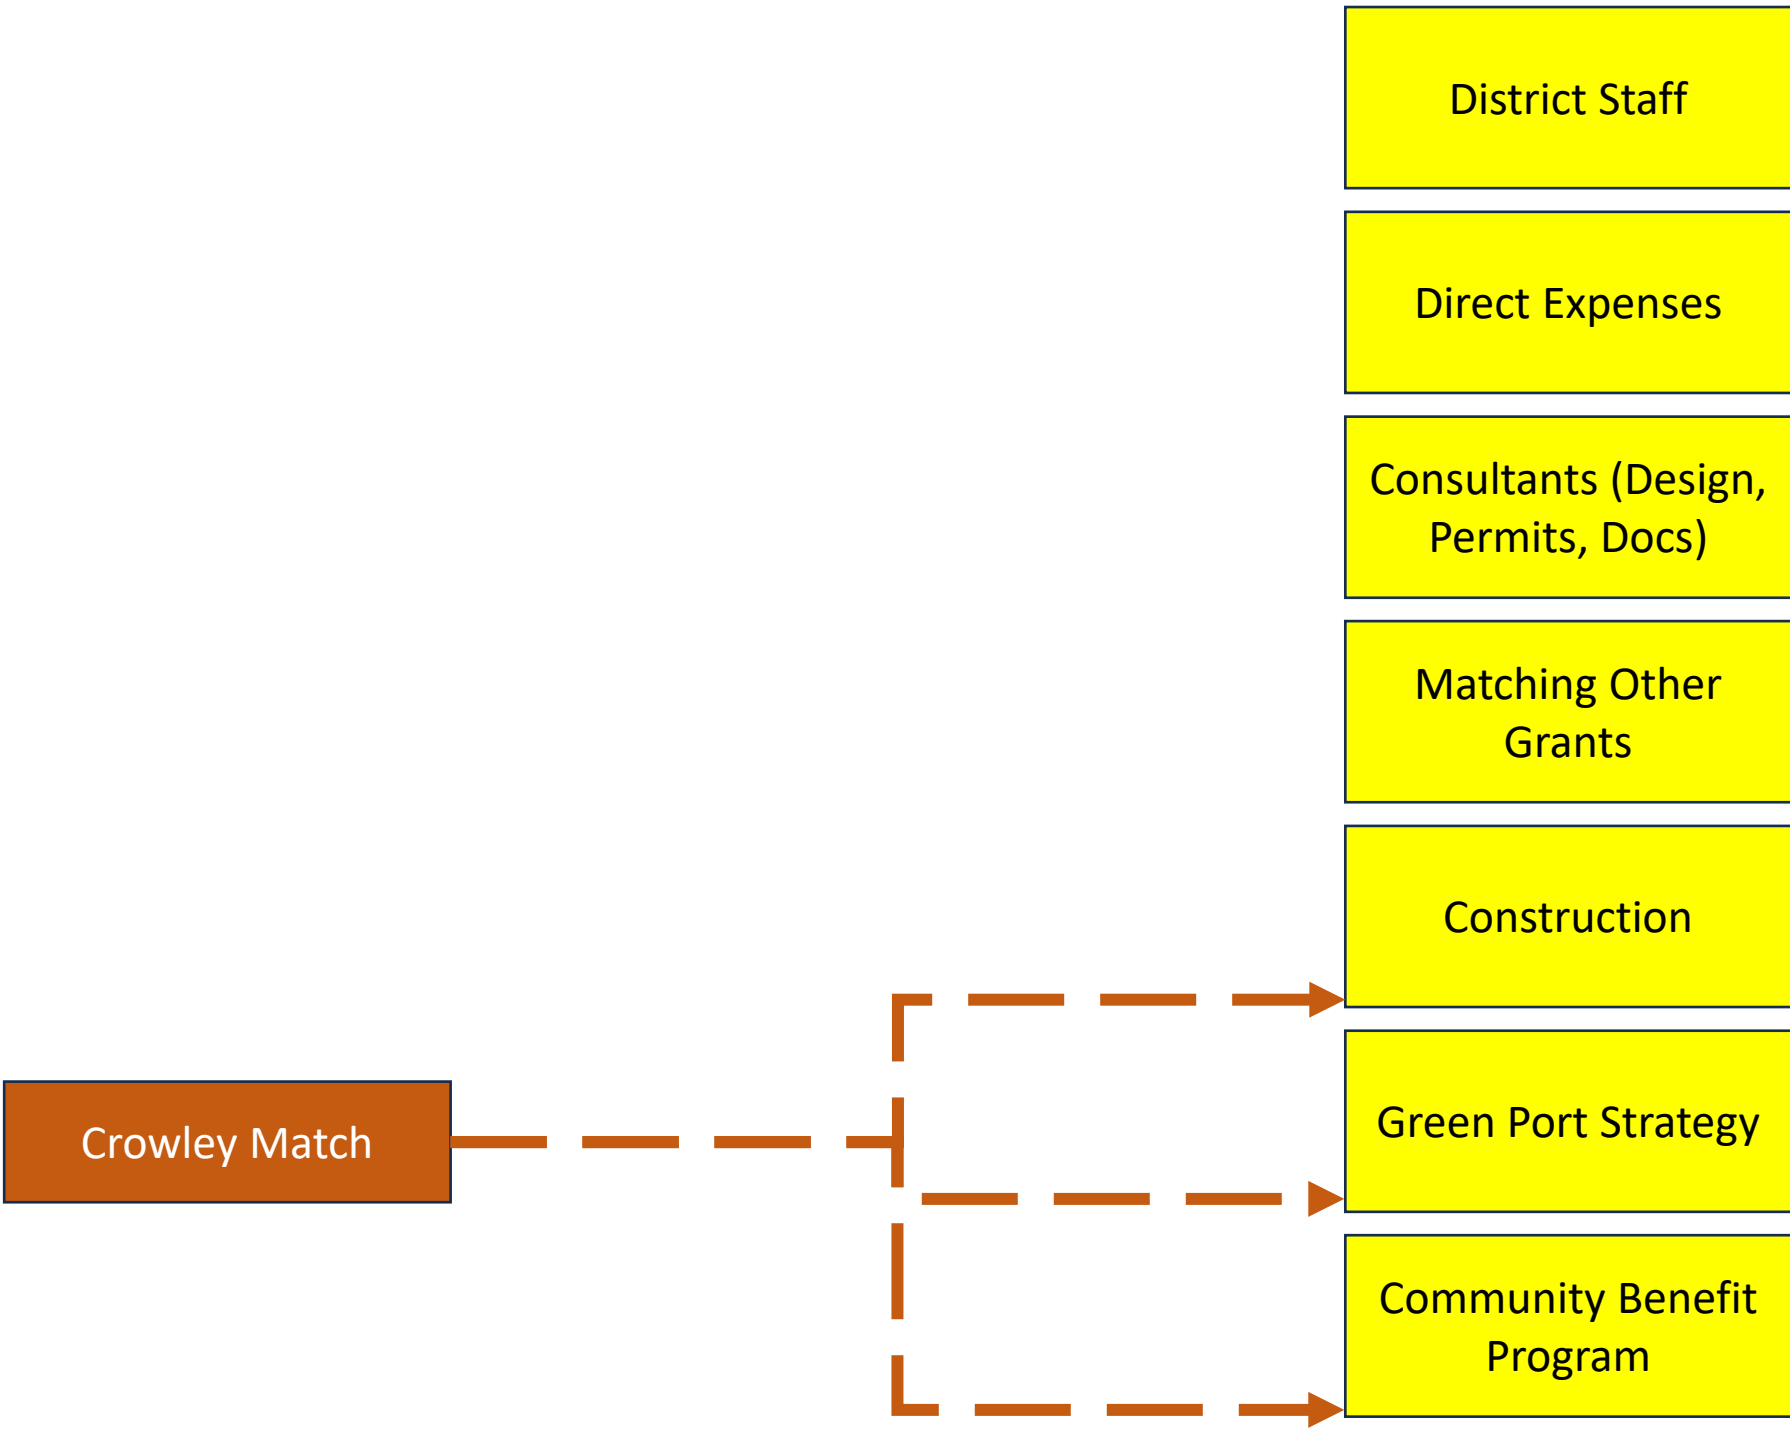 District Staff
Direct Expenses
Consultants (Design,
Permits, Docs)
Matching Other
Grants
Construction
Crowley Match
Green Port Strategy
Community Benefit
Program